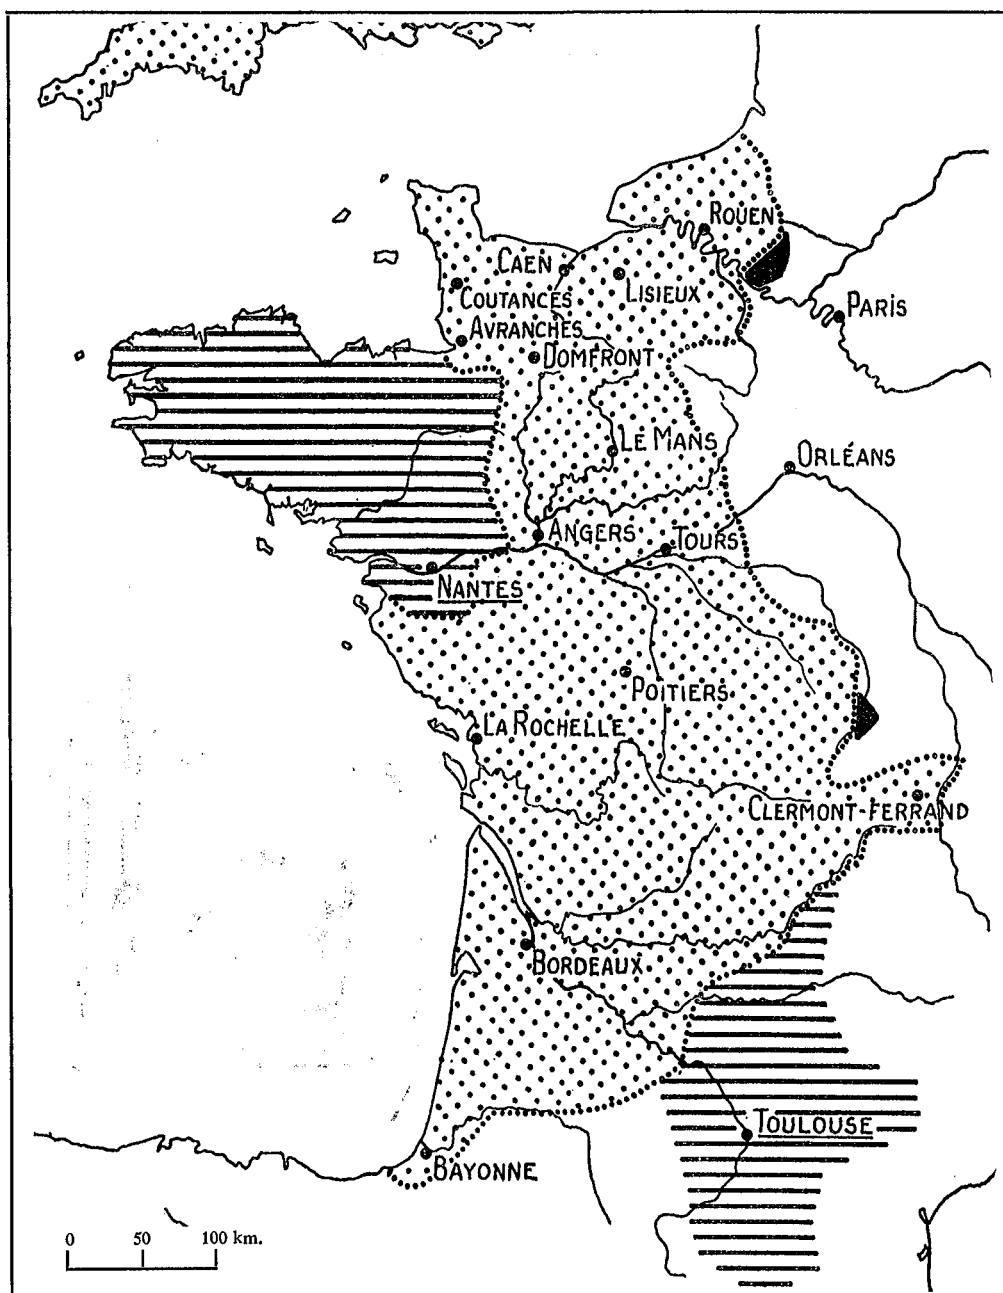 ROUEN
CAEN
COUTANCES
LISIEUX
PARIS
AVRANCHES
DOMFRONT
LE MANS
ORLÉANS
ANGERS
TOURS
NANTES
POITIERS
LA ROCHELLE
CLERMONT-FERRAND
BORDEAUX
TOULOUSE
BAYONNE
0 50 100 km.